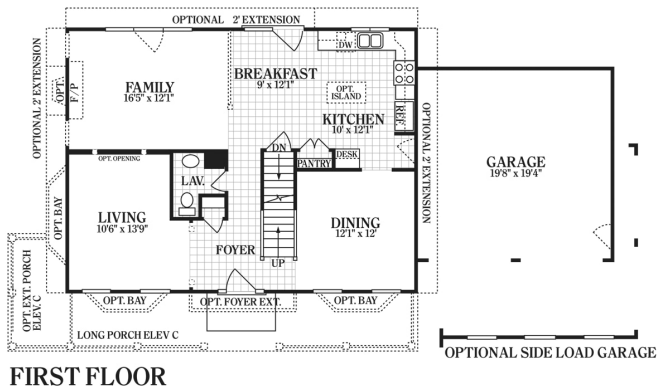 OPTIONAL 2' EXTENSION
OPTIONAL 2' EXTENSION
OPT.
F/P
FAMILY
16'5" x 12'1"
BREAKFAST
9' x 12'1"
DW
OPT.
ISLAND
KITCHEN
10' x 12'1"
REF.
OPTIONAL 2' EXTENSION
GARAGE
19'8" x 19'4"
OPT. OPENING
DN
PANTRY
DESK
LAV.
OPT. BAY
LIVING
10'6" x 13'9"
DINING
12'1" x 12'
FOYER
UP
OPT. EXT. PORCH
ELEV. C
OPT. BAY
OPT. FOYER EXT.
OPT. BAY
LONG PORCH ELEV C
OPTIONAL SIDE LOAD GARAGE
FIRST FLOOR